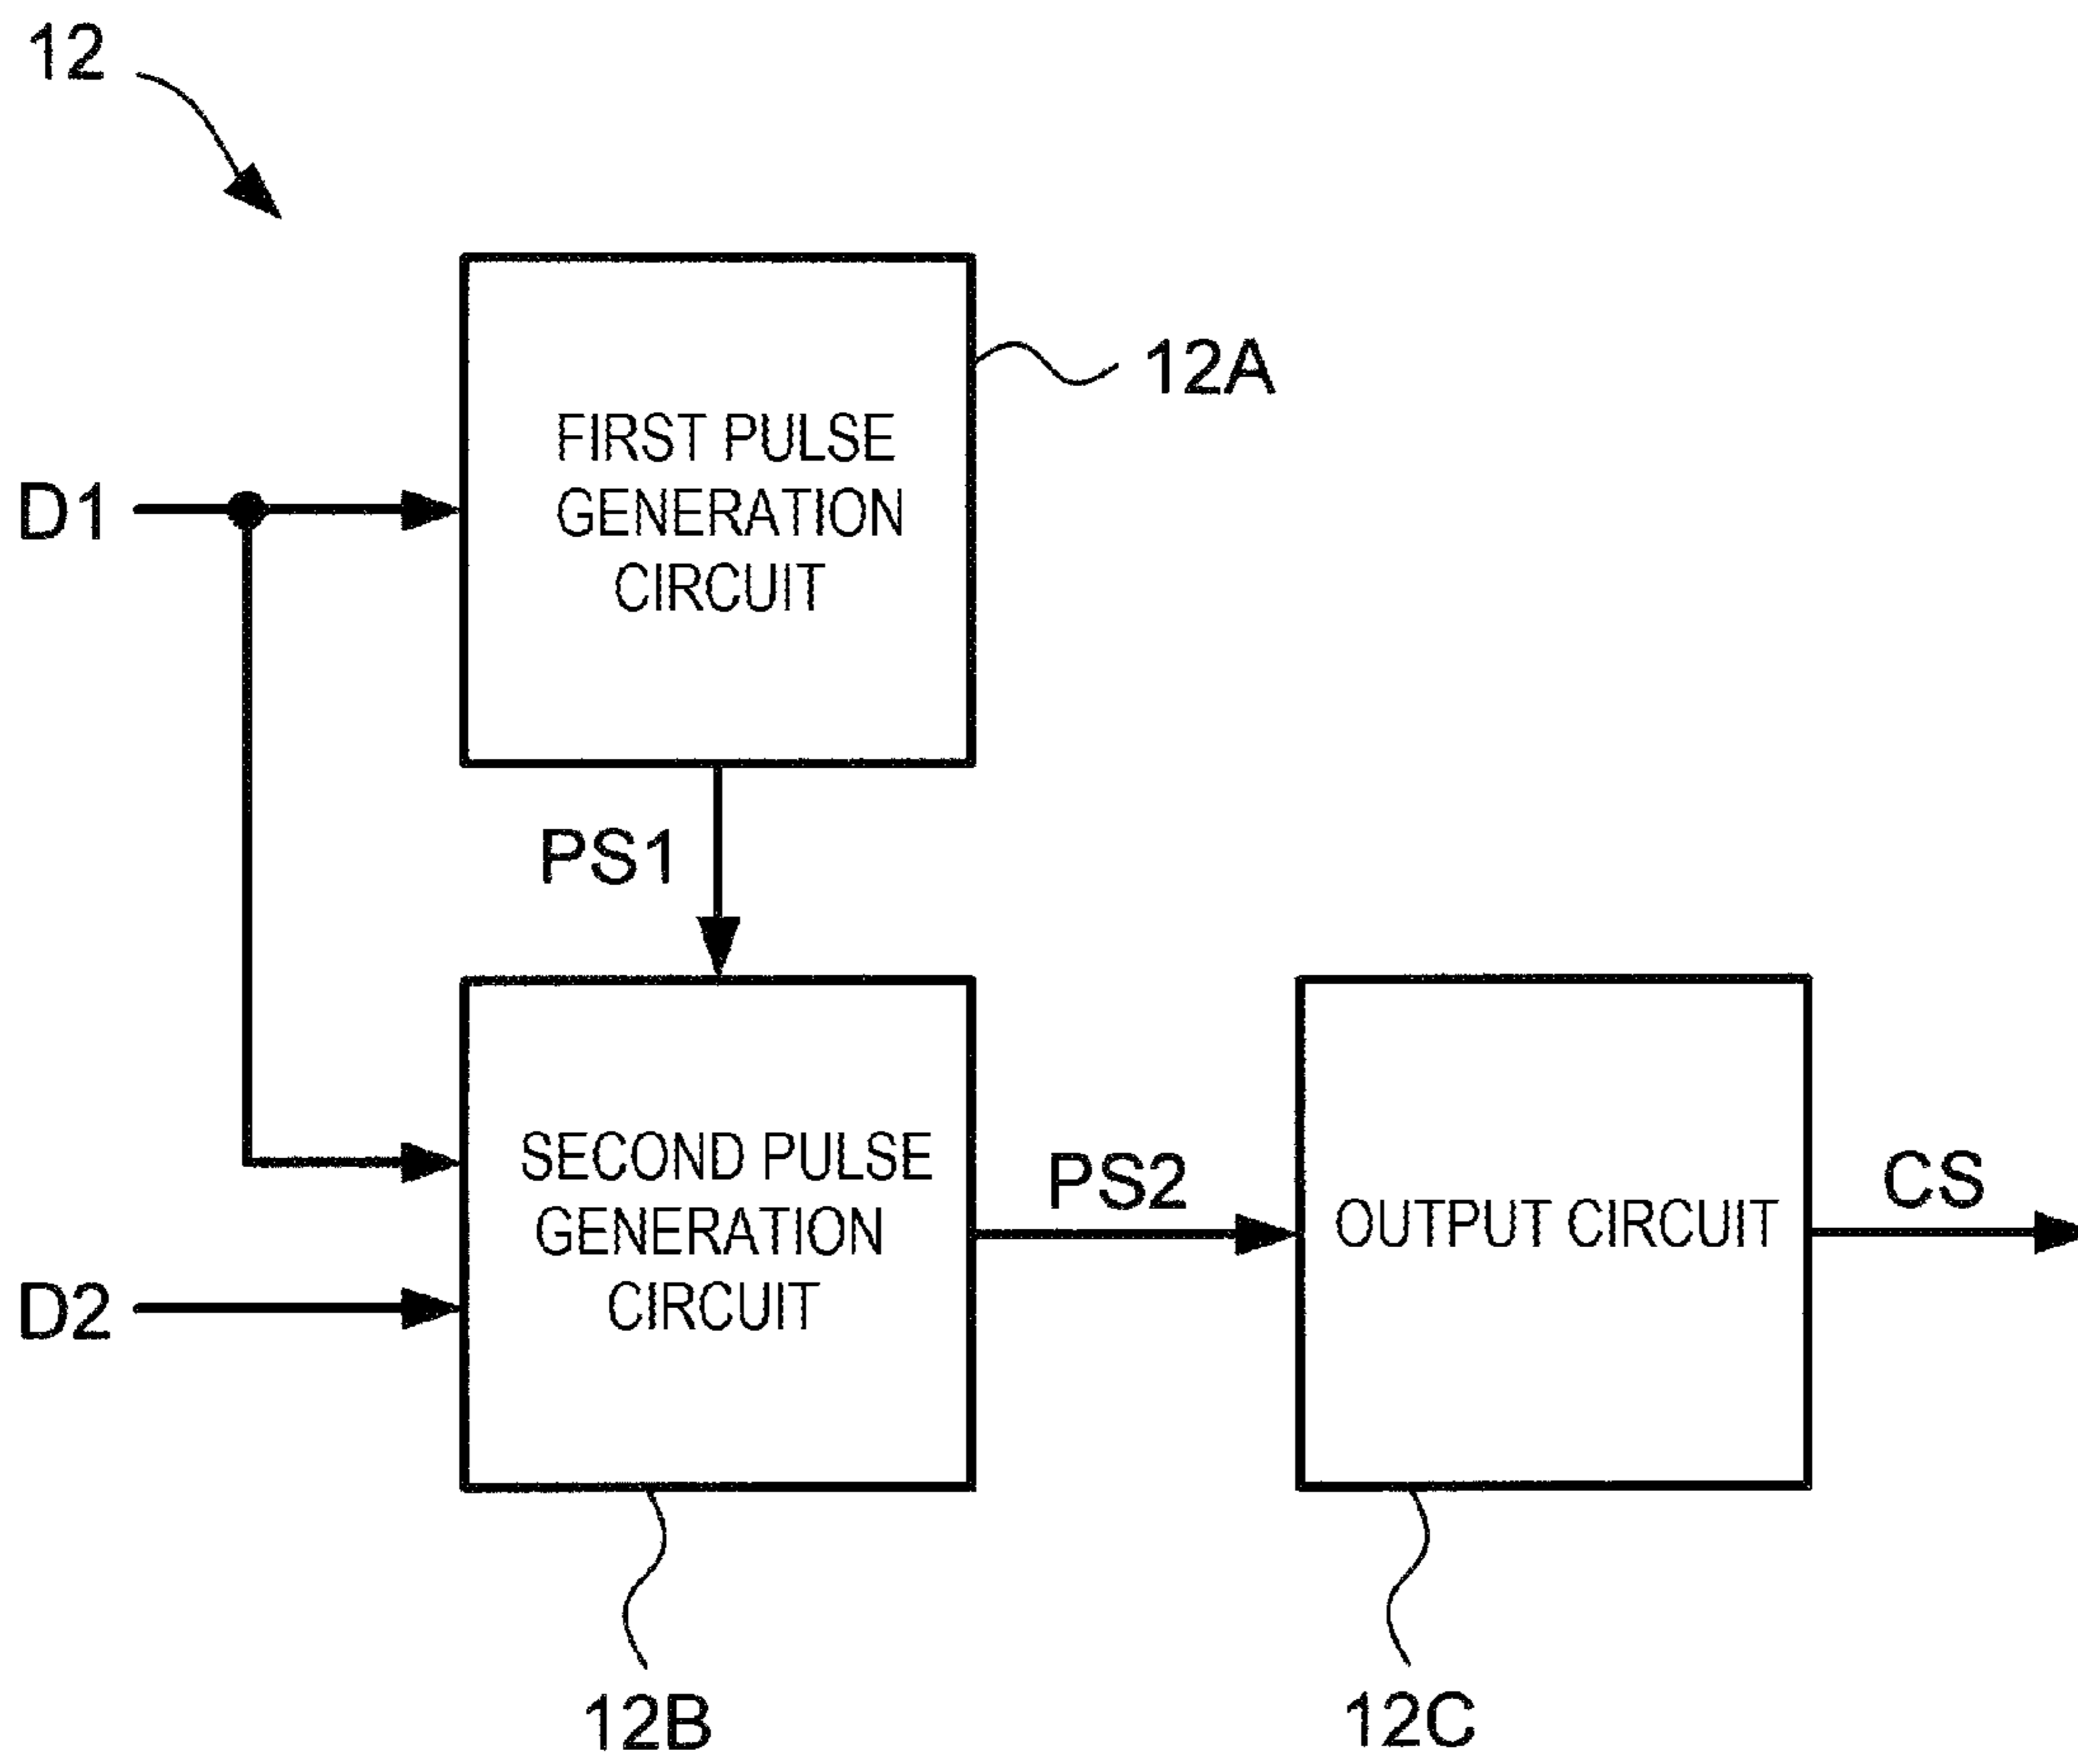 12
12A
FIRST PULSE
GENERATION
CIRCUIT
D1
PS1
SECOND PULSE
GENERATION
CIRCUIT
PS2
OUTPUT CIRCUIT
CS
D2
12B
12C